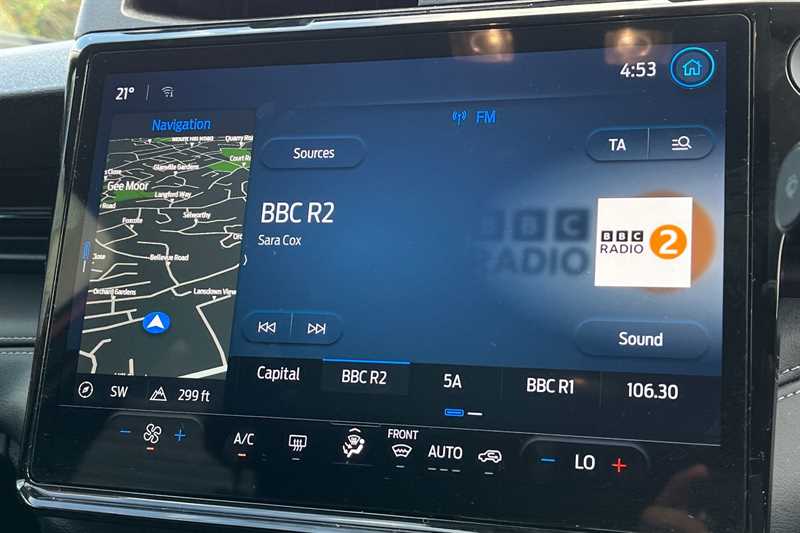 21°
4:53
Navigation
FM
Sources
TA
Quarry Road
Glanville Gardens
Court R
s Close
Gee Moor
Langford Way
Road
Selworthy
Foxcote
Bellevue Road
Close
Orchard Gardens
Lansdown View
BBC R2
Sara Cox
BBC
RADIO
BBC
RADIO 2
Sound
Capital
BBC R2
5A
BBC R1
106.30
SW
299 ft
A/C
FRONT
AUTO
LO